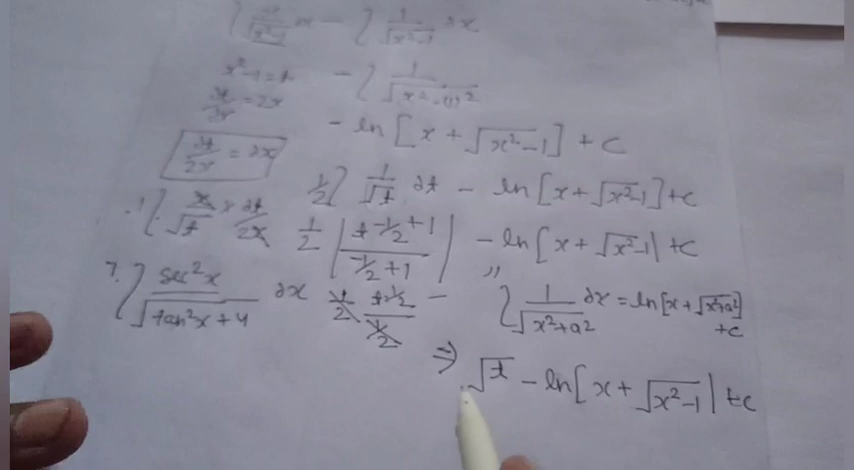 ∫ x/√(x²-1) dx - ∫ 1/√(x²-1) dx
x²-1=t - ∫ 1/√(x²-(1)²
dt/dx = 2x
- ln [x + √(x²-1)] + c
dt/2x = dx
1/2 ∫ 1/√t dt - ln [x + √(x²-1)] + c
∫ x/√t × dt/2x
1/2 | t^(-1/2+1) / (-1/2+1) | - ln [x + √(x²-1) | + c
7. ∫ sec²x/√(tan²x+4) dx
1/2 t^(1/2) / (1/2) - "
∫ 1/√(x²+a²) dx = ln[x + √(x²+a²)] + c
⇒ √t - ln [x + √(x²-1) | + c